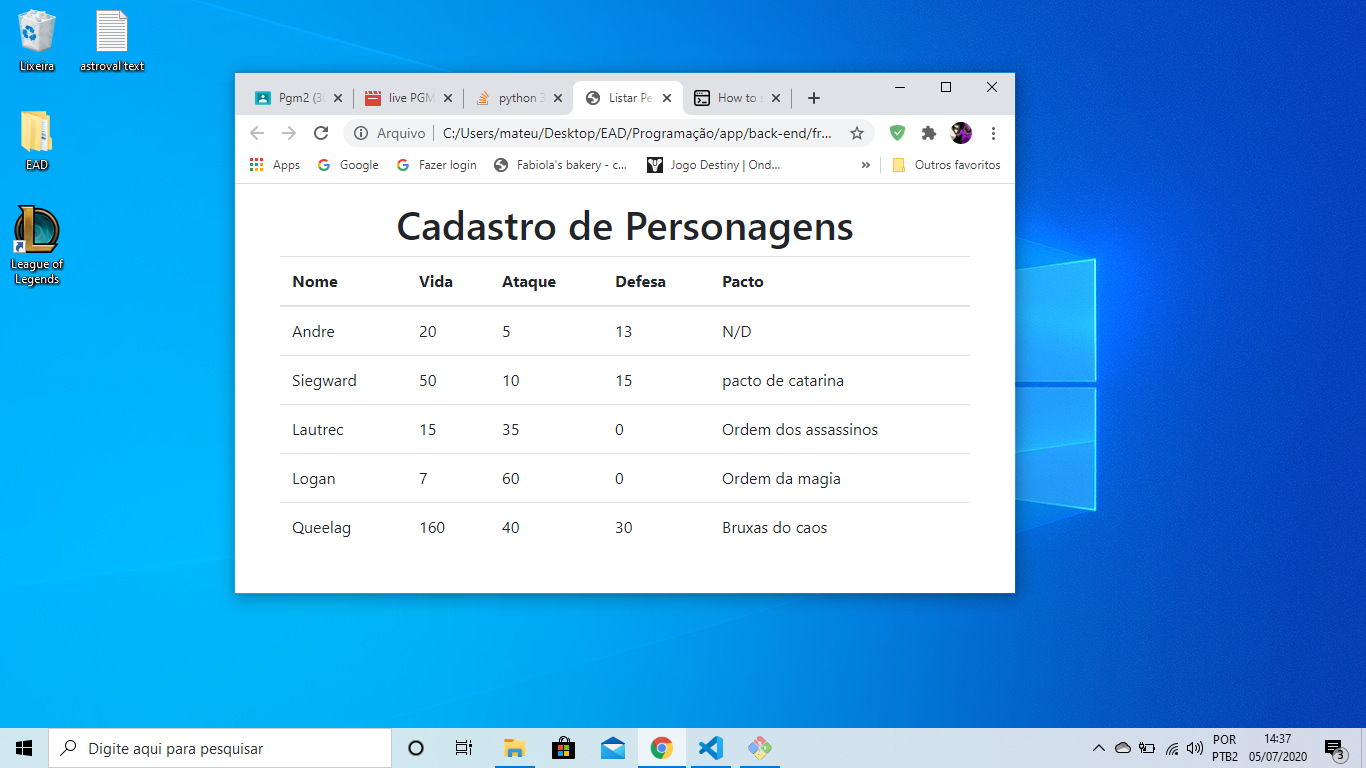 Lixeira
astroval text
EAD
League of
Legends
Pgm2 (3
live PGM
python 3
Listar Pe
How to
Arquivo
C:/Users/mateu/Desktop/EAD/Programação/app/back-end/fr...
Apps
Google
Fazer login
Fabiola's bakery - c...
Jogo Destiny | Ond...
»
Outros favoritos
Cadastro de Personagens
Nome Vida Ataque Defesa Pacto
Andre 20 5 13 N/D
Siegward 50 10 15 pacto de catarina
Lautrec 15 35 0 Ordem dos assassinos
Logan 7 60 0 Ordem da magia
Queelag 160 40 30 Bruxas do caos
Digite aqui para pesquisar
POR
PTB2
14:37
05/07/2020
3